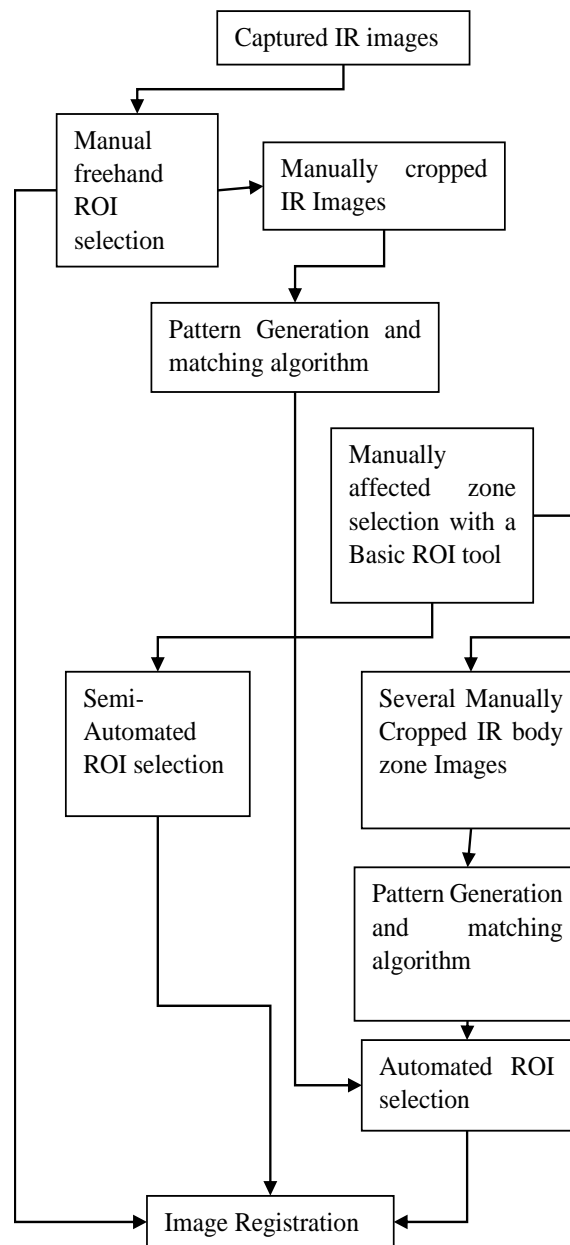 Captured IR images
Manual
freehand
ROI
selection
Manually cropped
IR Images
Pattern Generation and
matching algorithm
Manually
affected zone
selection with a
Basic ROI tool
Semi-
Automated
ROI selection
Several Manually
Cropped IR body
zone Images
Pattern Generation
and matching
algorithm
Automated ROI
selection
Image Registration